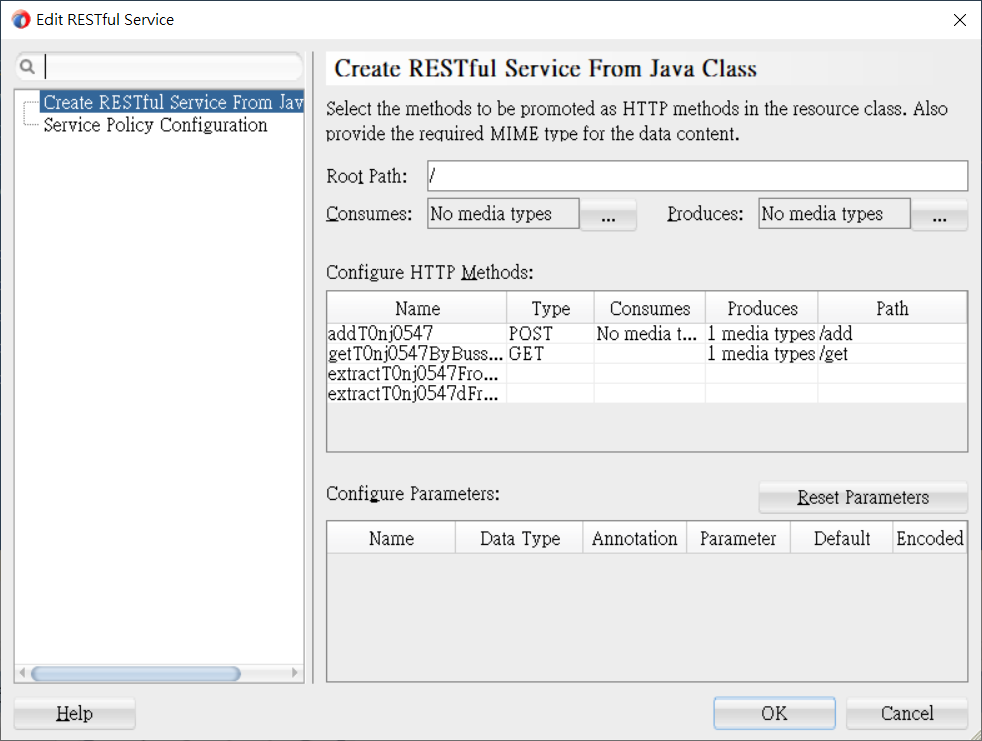 Edit RESTful Service
Create RESTful Service From Jav
Service Policy Configuration
Create RESTful Service From Java Class
Select the methods to be promoted as HTTP methods in the resource class. Also
provide the required MIME type for the data content.
Root Path: /
Consumes: No media types ... Produces: No media types ...
Configure HTTP Methods:
Name Type Consumes Produces Path
addT0nj0547 POST No media t... 1 media types /add
getT0nj0547ByBuss... GET 1 media types /get
extractT0nj0547Fro...
extractT0nj0547dFr...
Configure Parameters: Reset Parameters
Name Data Type Annotation Parameter Default Encoded
Help OK Cancel